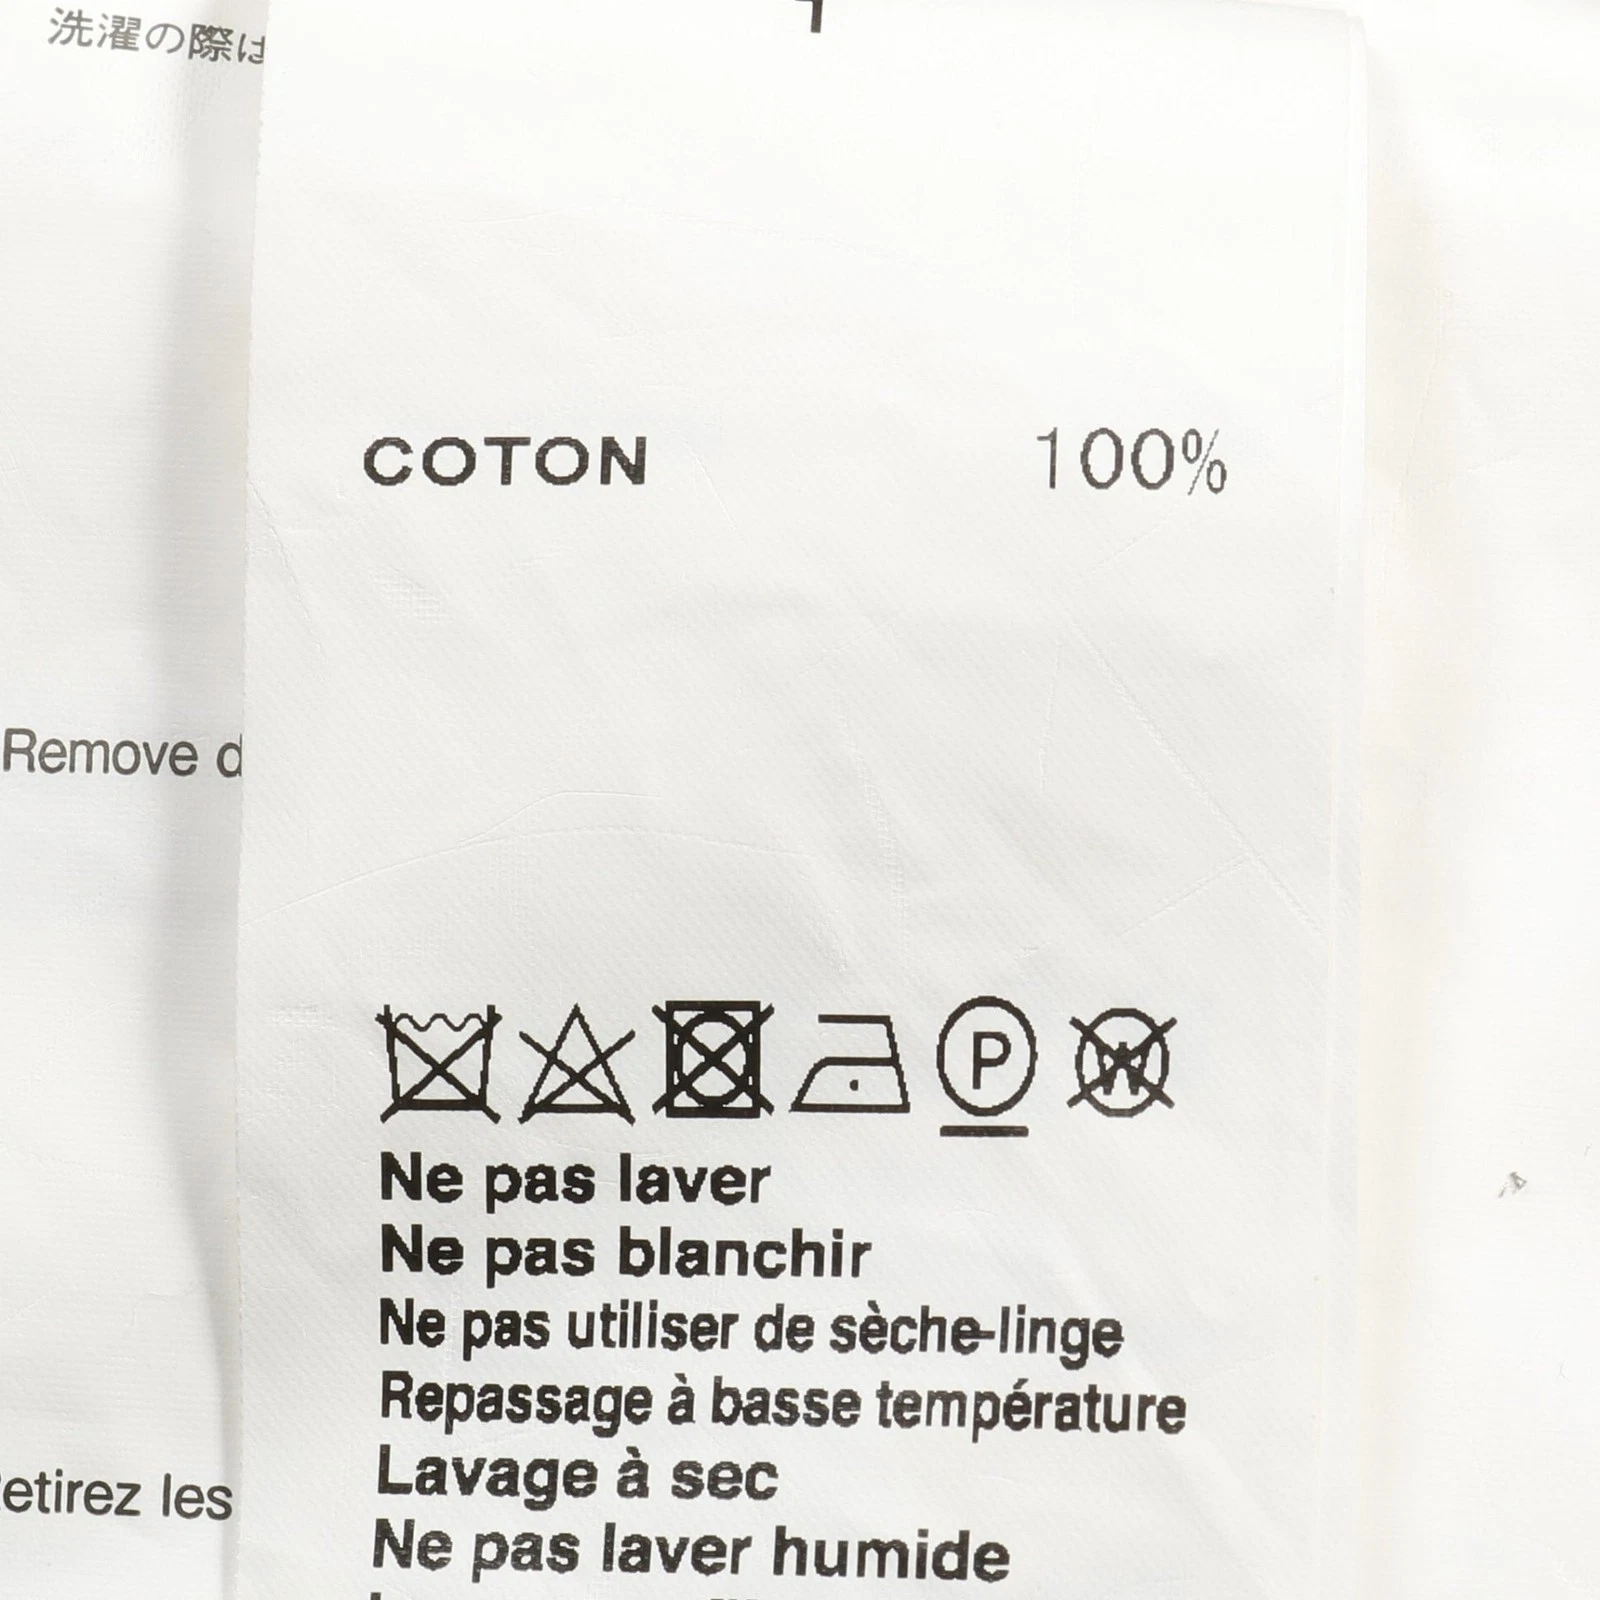 洗濯の際は
COTON 100%
Remove d
P
W
Ne pas laver
Ne pas blanchir
Ne pas utiliser de sèche-linge
Repassage à basse température
Lavage à sec
etirez les
Ne pas laver humide